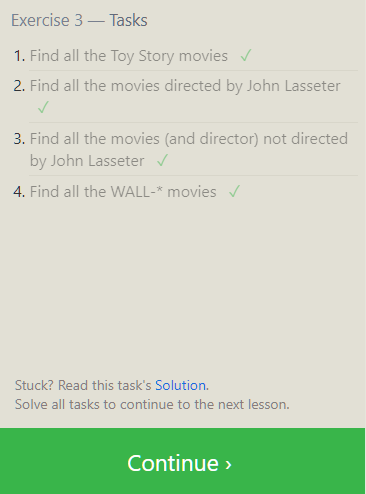 Exercise 3 — Tasks
1. Find all the Toy Story movies ✓
2. Find all the movies directed by John Lasseter
✓
3. Find all the movies (and director) not directed
by John Lasseter ✓
4. Find all the WALL-* movies ✓
Stuck? Read this task's Solution.
Solve all tasks to continue to the next lesson.
Continue ›